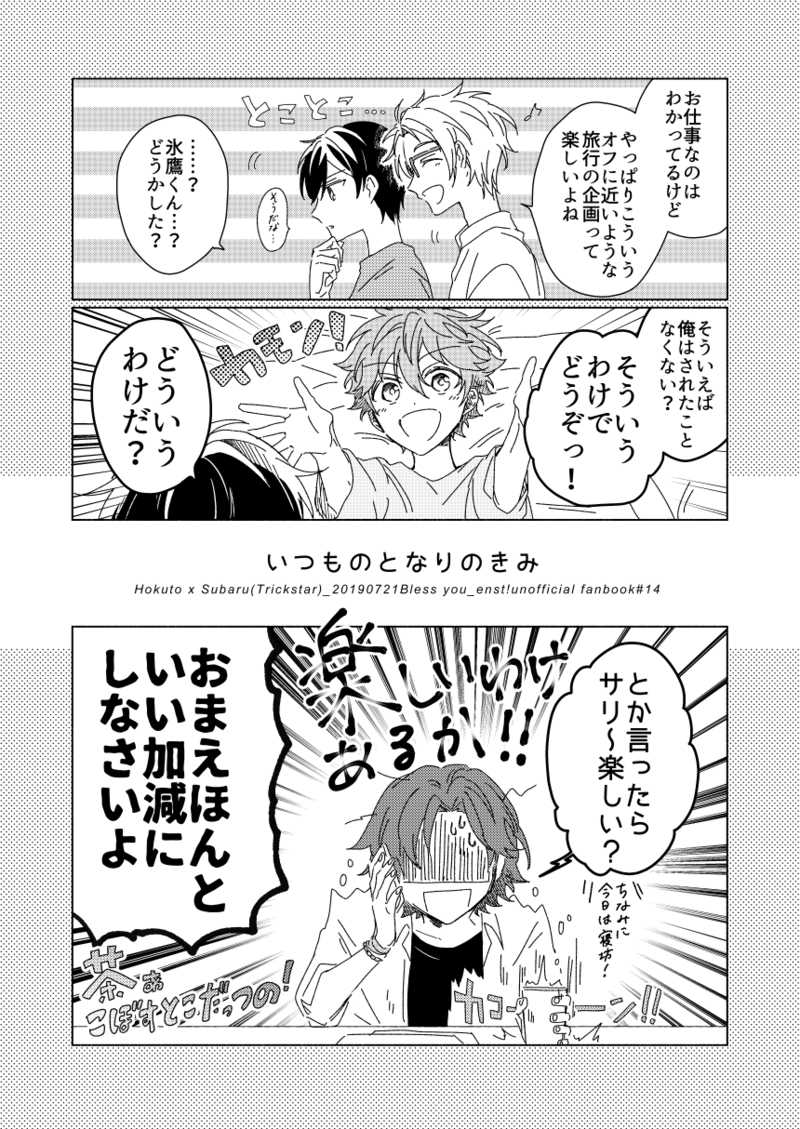 お仕事なのは
わかってるけど
やっぱりこういう
オフに近いような
旅行の企画って
楽しいよね
とことこ…
そうだな…
……？
氷鷹くん…？
どうかした？
そういえば
俺はされたこと
なくない？
そういう
わけで
どうぞっ！
カモン!!
どういう
わけだ？
いつものとなりのきみ
Hokuto x Subaru(Trickstar)_20190721Bless you_enst!unofficial fanbook#14
とか言ったら
サリ〜楽しい？
ちなみに
今日は寝坊！
楽しいわけ
あるか!!
おまえほんと
いい加減に
しなさいよ
茶ぁ
こぼすとこだっつの！
カコーーーン!!